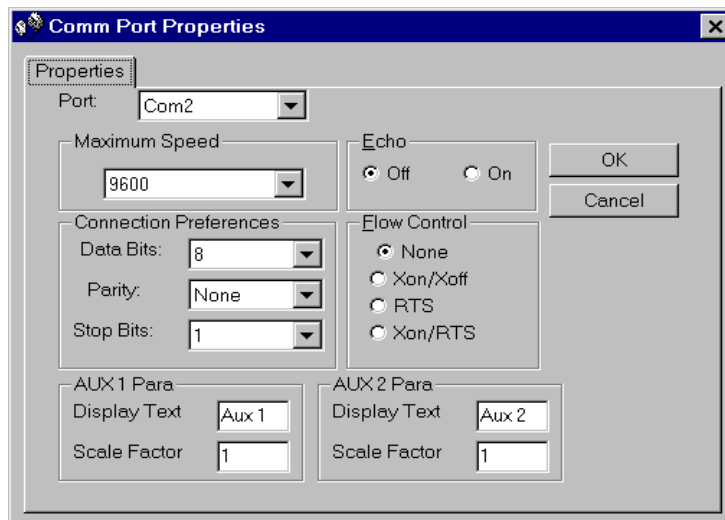 Comm Port Properties
Properties
Port: Com2
Maximum Speed
9600
Echo
Off On
OK
Cancel
Connection Preferences
Data Bits: 8
Parity: None
Stop Bits: 1
Flow Control
None
Xon/Xoff
RTS
Xon/RTS
AUX 1 Para
Display Text Aux 1
Scale Factor 1
AUX 2 Para
Display Text Aux 2
Scale Factor 1